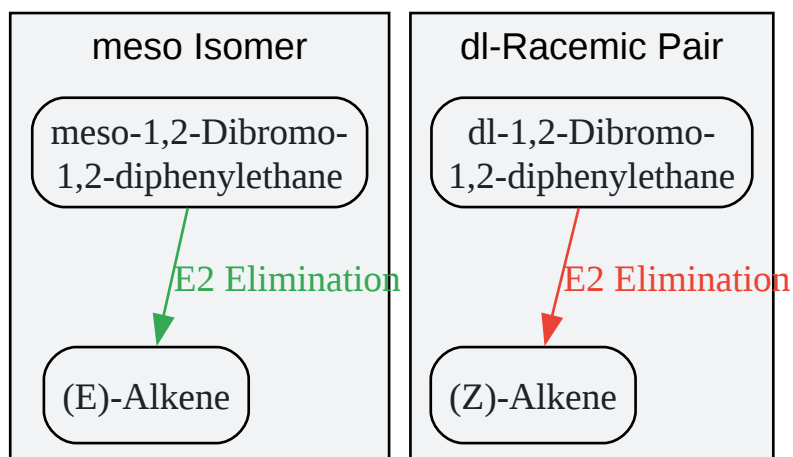 meso Isomer
meso-1,2-Dibromo-
1,2-diphenylethane
E2 Elimination
(E)-Alkene
dl-Racemic Pair
dl-1,2-Dibromo-
1,2-diphenylethane
E2 Elimination
(Z)-Alkene